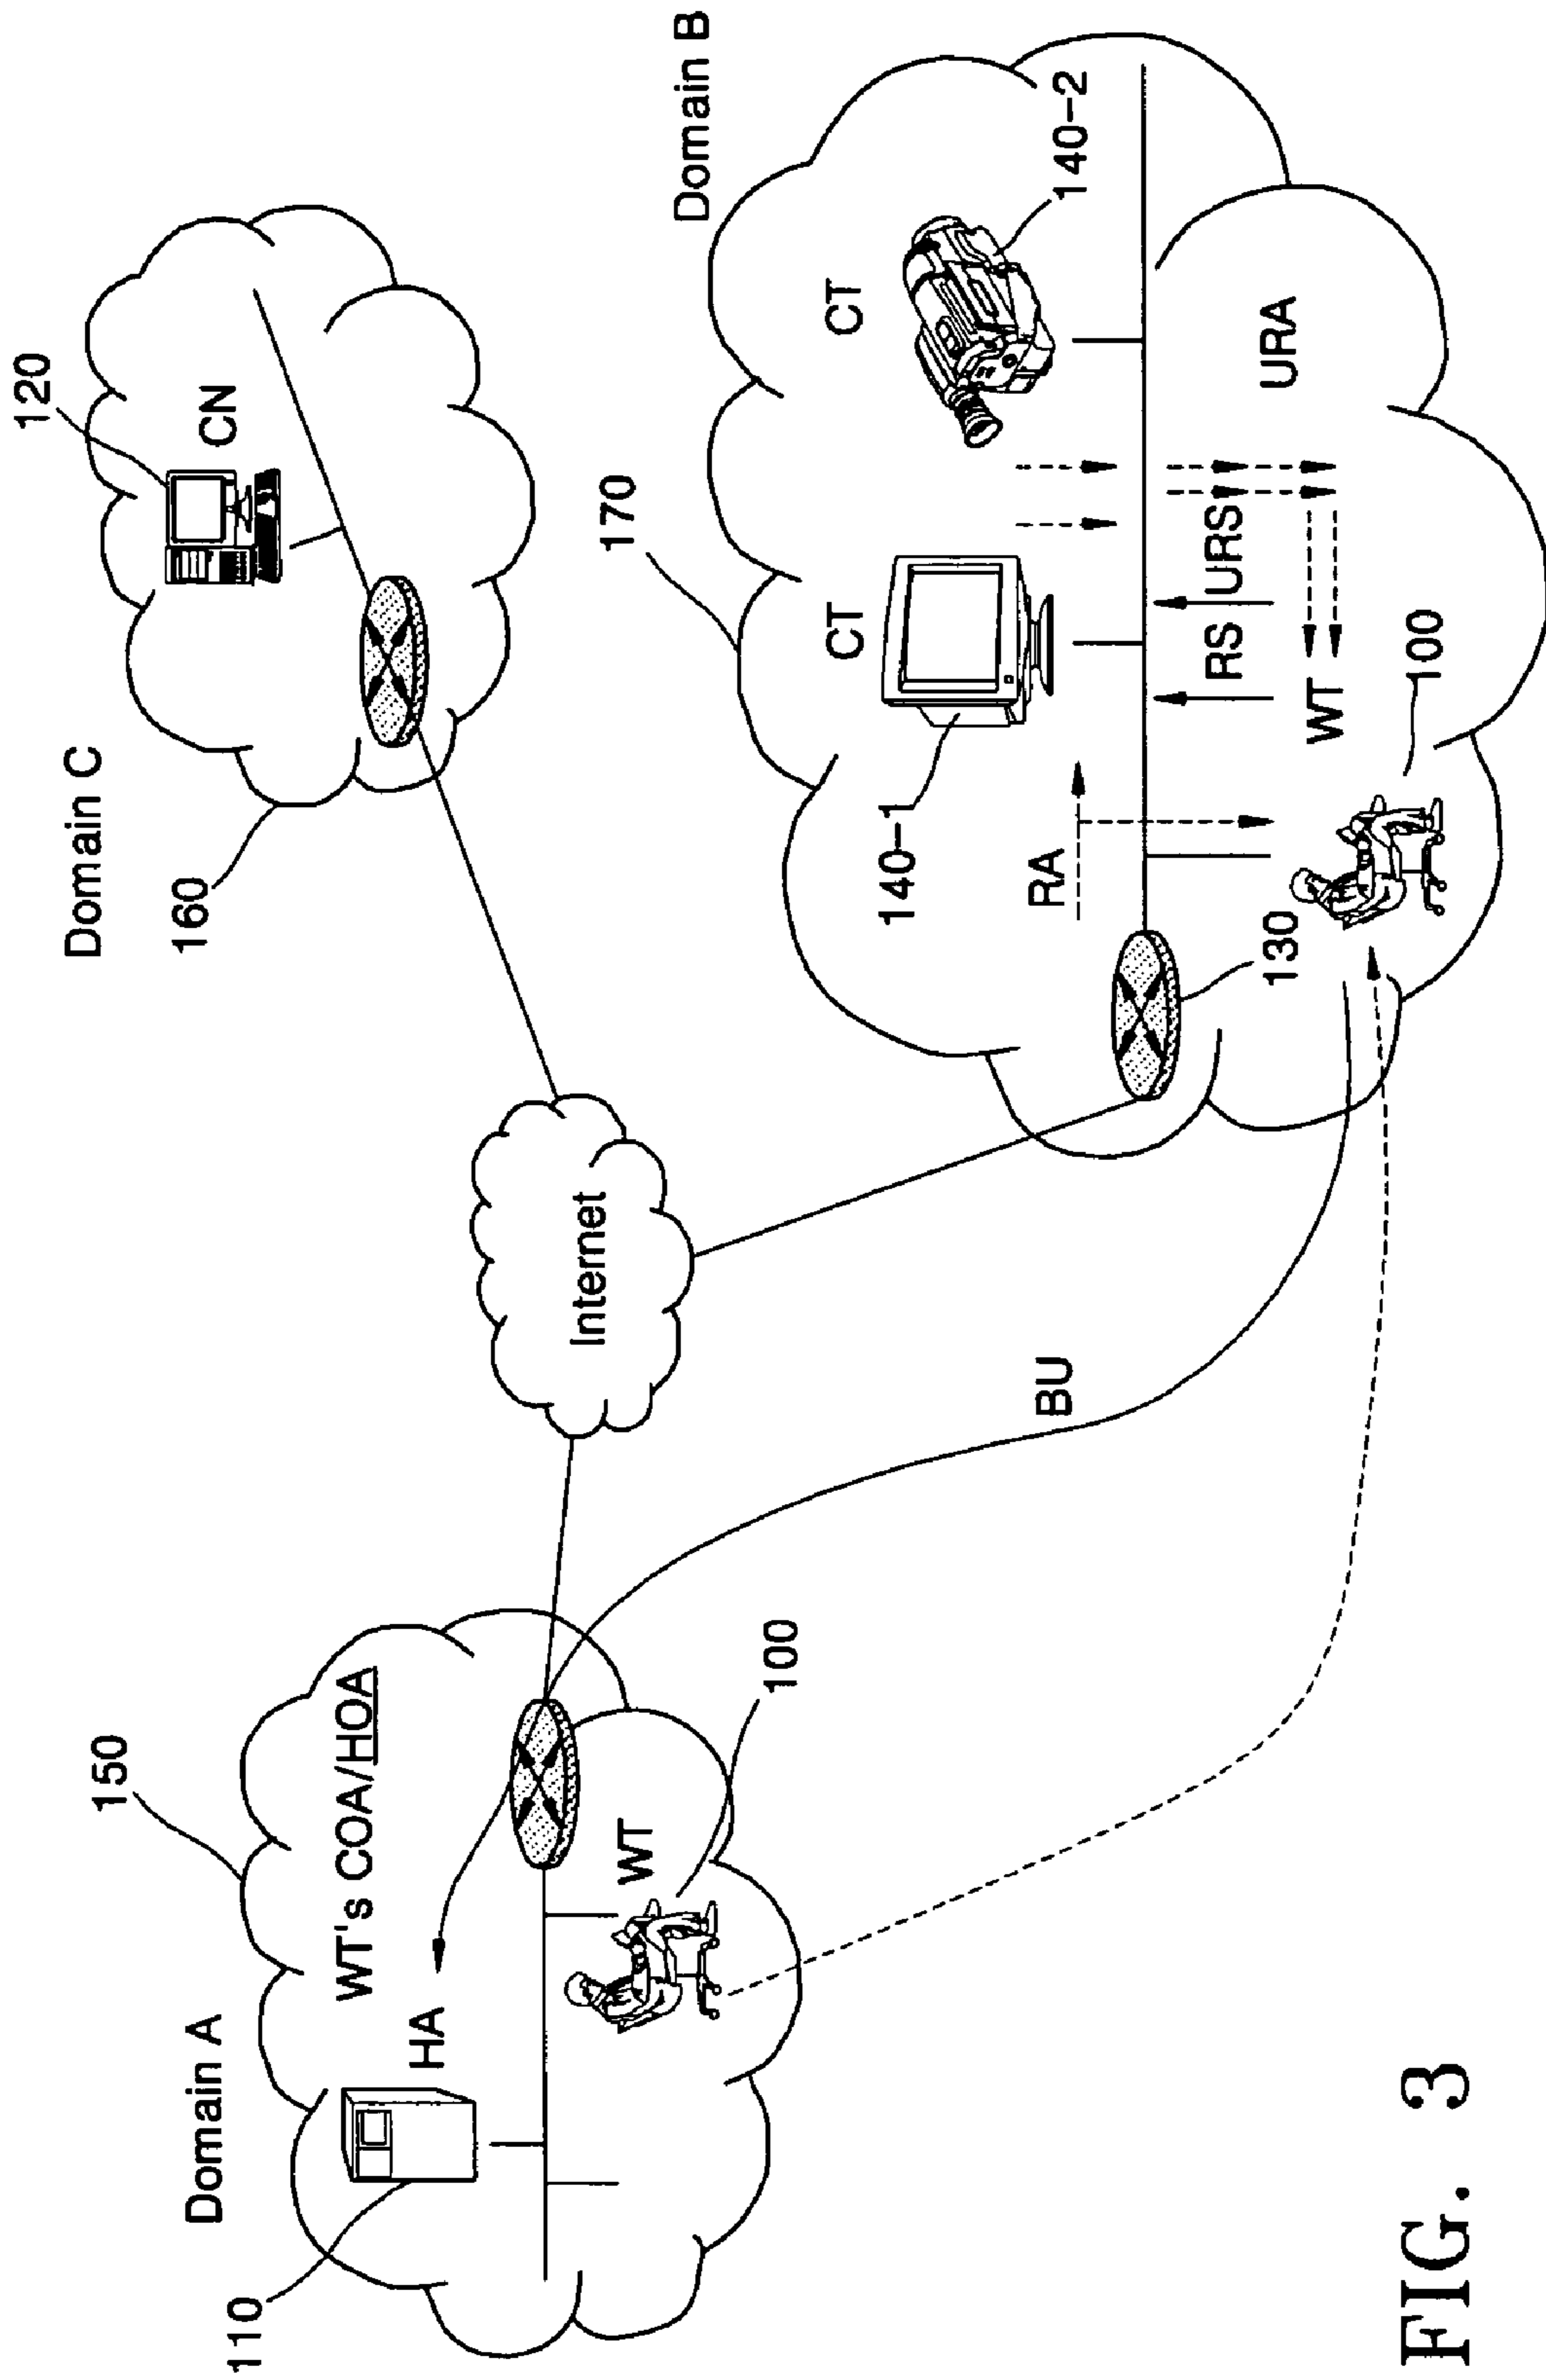 Domain C
120
160
CN
Domain A
150
110
WT's COA/HOA
HA
WT
100
Internet
BU
Domain B
170
CT
CT
140-1
140-2
RA
RS
URS
URA
WT
130
100
FIG. 3